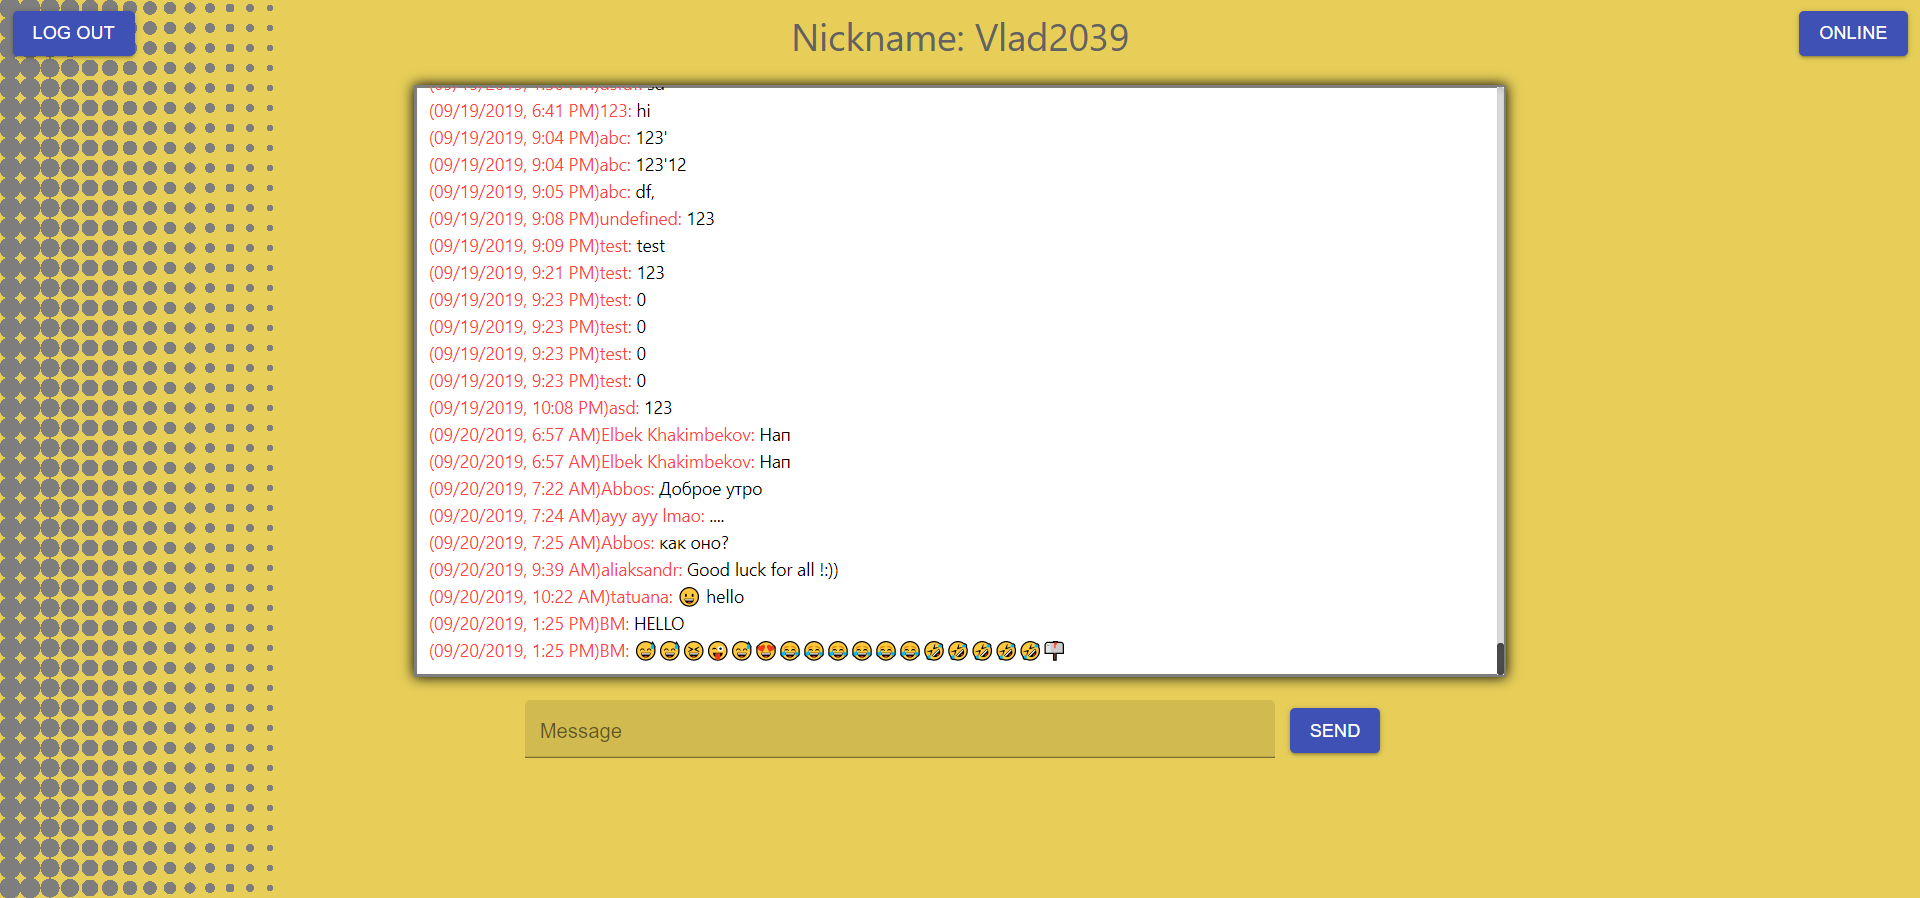 LOG OUT
Nickname: Vlad2039
ONLINE
(09/19/2019, 6:41 PM)123: hi
(09/19/2019, 9:04 PM)abc: 123'
(09/19/2019, 9:04 PM)abc: 123'12
(09/19/2019, 9:05 PM)abc: df,
(09/19/2019, 9:08 PM)undefined: 123
(09/19/2019, 9:09 PM)test: test
(09/19/2019, 9:21 PM)test: 123
(09/19/2019, 9:23 PM)test: 0
(09/19/2019, 9:23 PM)test: 0
(09/19/2019, 9:23 PM)test: 0
(09/19/2019, 9:23 PM)test: 0
(09/19/2019, 10:08 PM)asd: 123
(09/20/2019, 6:57 AM)Elbek Khakimbekov: Нап
(09/20/2019, 6:57 AM)Elbek Khakimbekov: Нап
(09/20/2019, 7:22 AM)Abbos: Доброе утро
(09/20/2019, 7:24 AM)ayy ayy lmao: ....
(09/20/2019, 7:25 AM)Abbos: как оно?
(09/20/2019, 9:39 AM)aliaksandr: Good luck for all !:))
(09/20/2019, 10:22 AM)tatuana: 😀 hello
(09/20/2019, 1:25 PM)BM: HELLO
(09/20/2019, 1:25 PM)BM: 😅😅😆😜😅😍😂😂😂😂😂😂🤣🤣🤣🤣🤣📪
Message
SEND